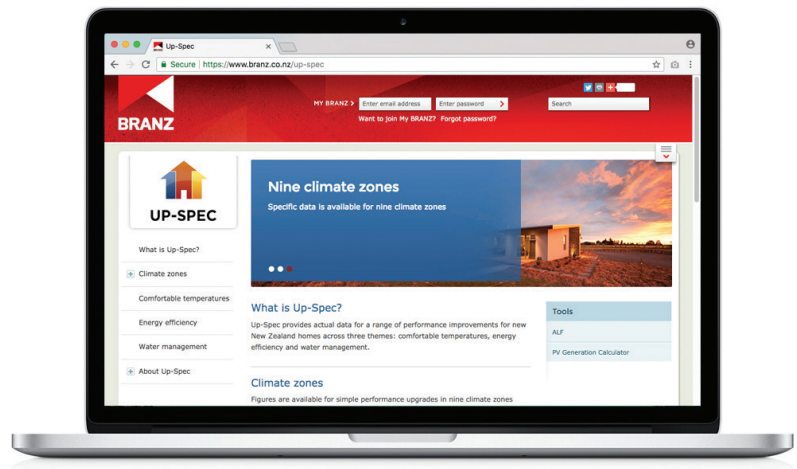 Up-Spec
Secure | https://www.branz.co.nz/up-spec
BRANZ
MY BRANZ > Enter email address Enter password > Search
Want to join My BRANZ? Forgot password?
UP-SPEC
What is Up-Spec?
Climate zones
Comfortable temperatures
Energy efficiency
Water management
About Up-Spec
Nine climate zones
Specific data is available for nine climate zones
What is Up-Spec?
Up-Spec provides actual data for a range of performance improvements for new
New Zealand homes across three themes: comfortable temperatures, energy
efficiency and water management.
Climate zones
Figures are available for simple performance upgrades in nine climate zones
Tools
ALF
PV Generation Calculator